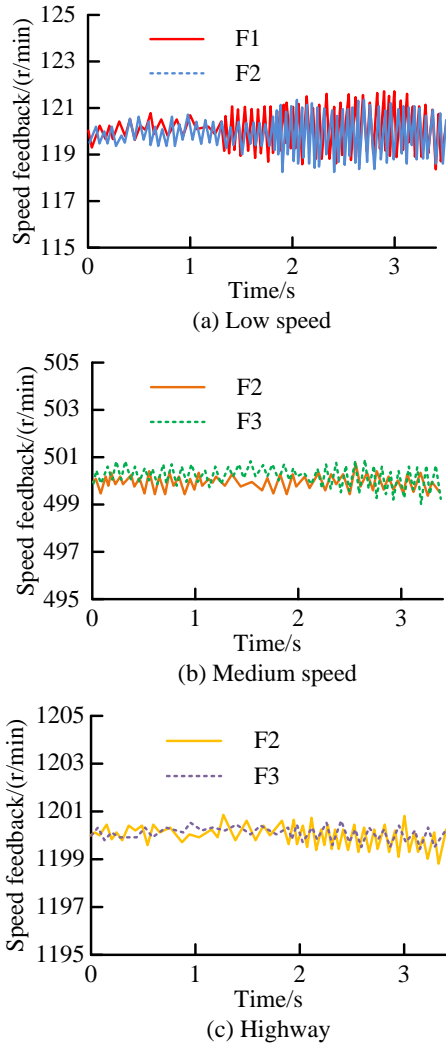 Speed feedback/(r/min)
125
123
121
119
117
115
F1
F2
0
1
2
3
Time/s
(a) Low speed
Speed feedback/(r/min)
505
503
501
499
497
495
F2
F3
0
1
2
3
Time/s
(b) Medium speed
Speed feedback/(r/min)
1205
1203
1201
1199
1197
1195
F2
F3
0
1
2
3
Time/s
(c) Highway